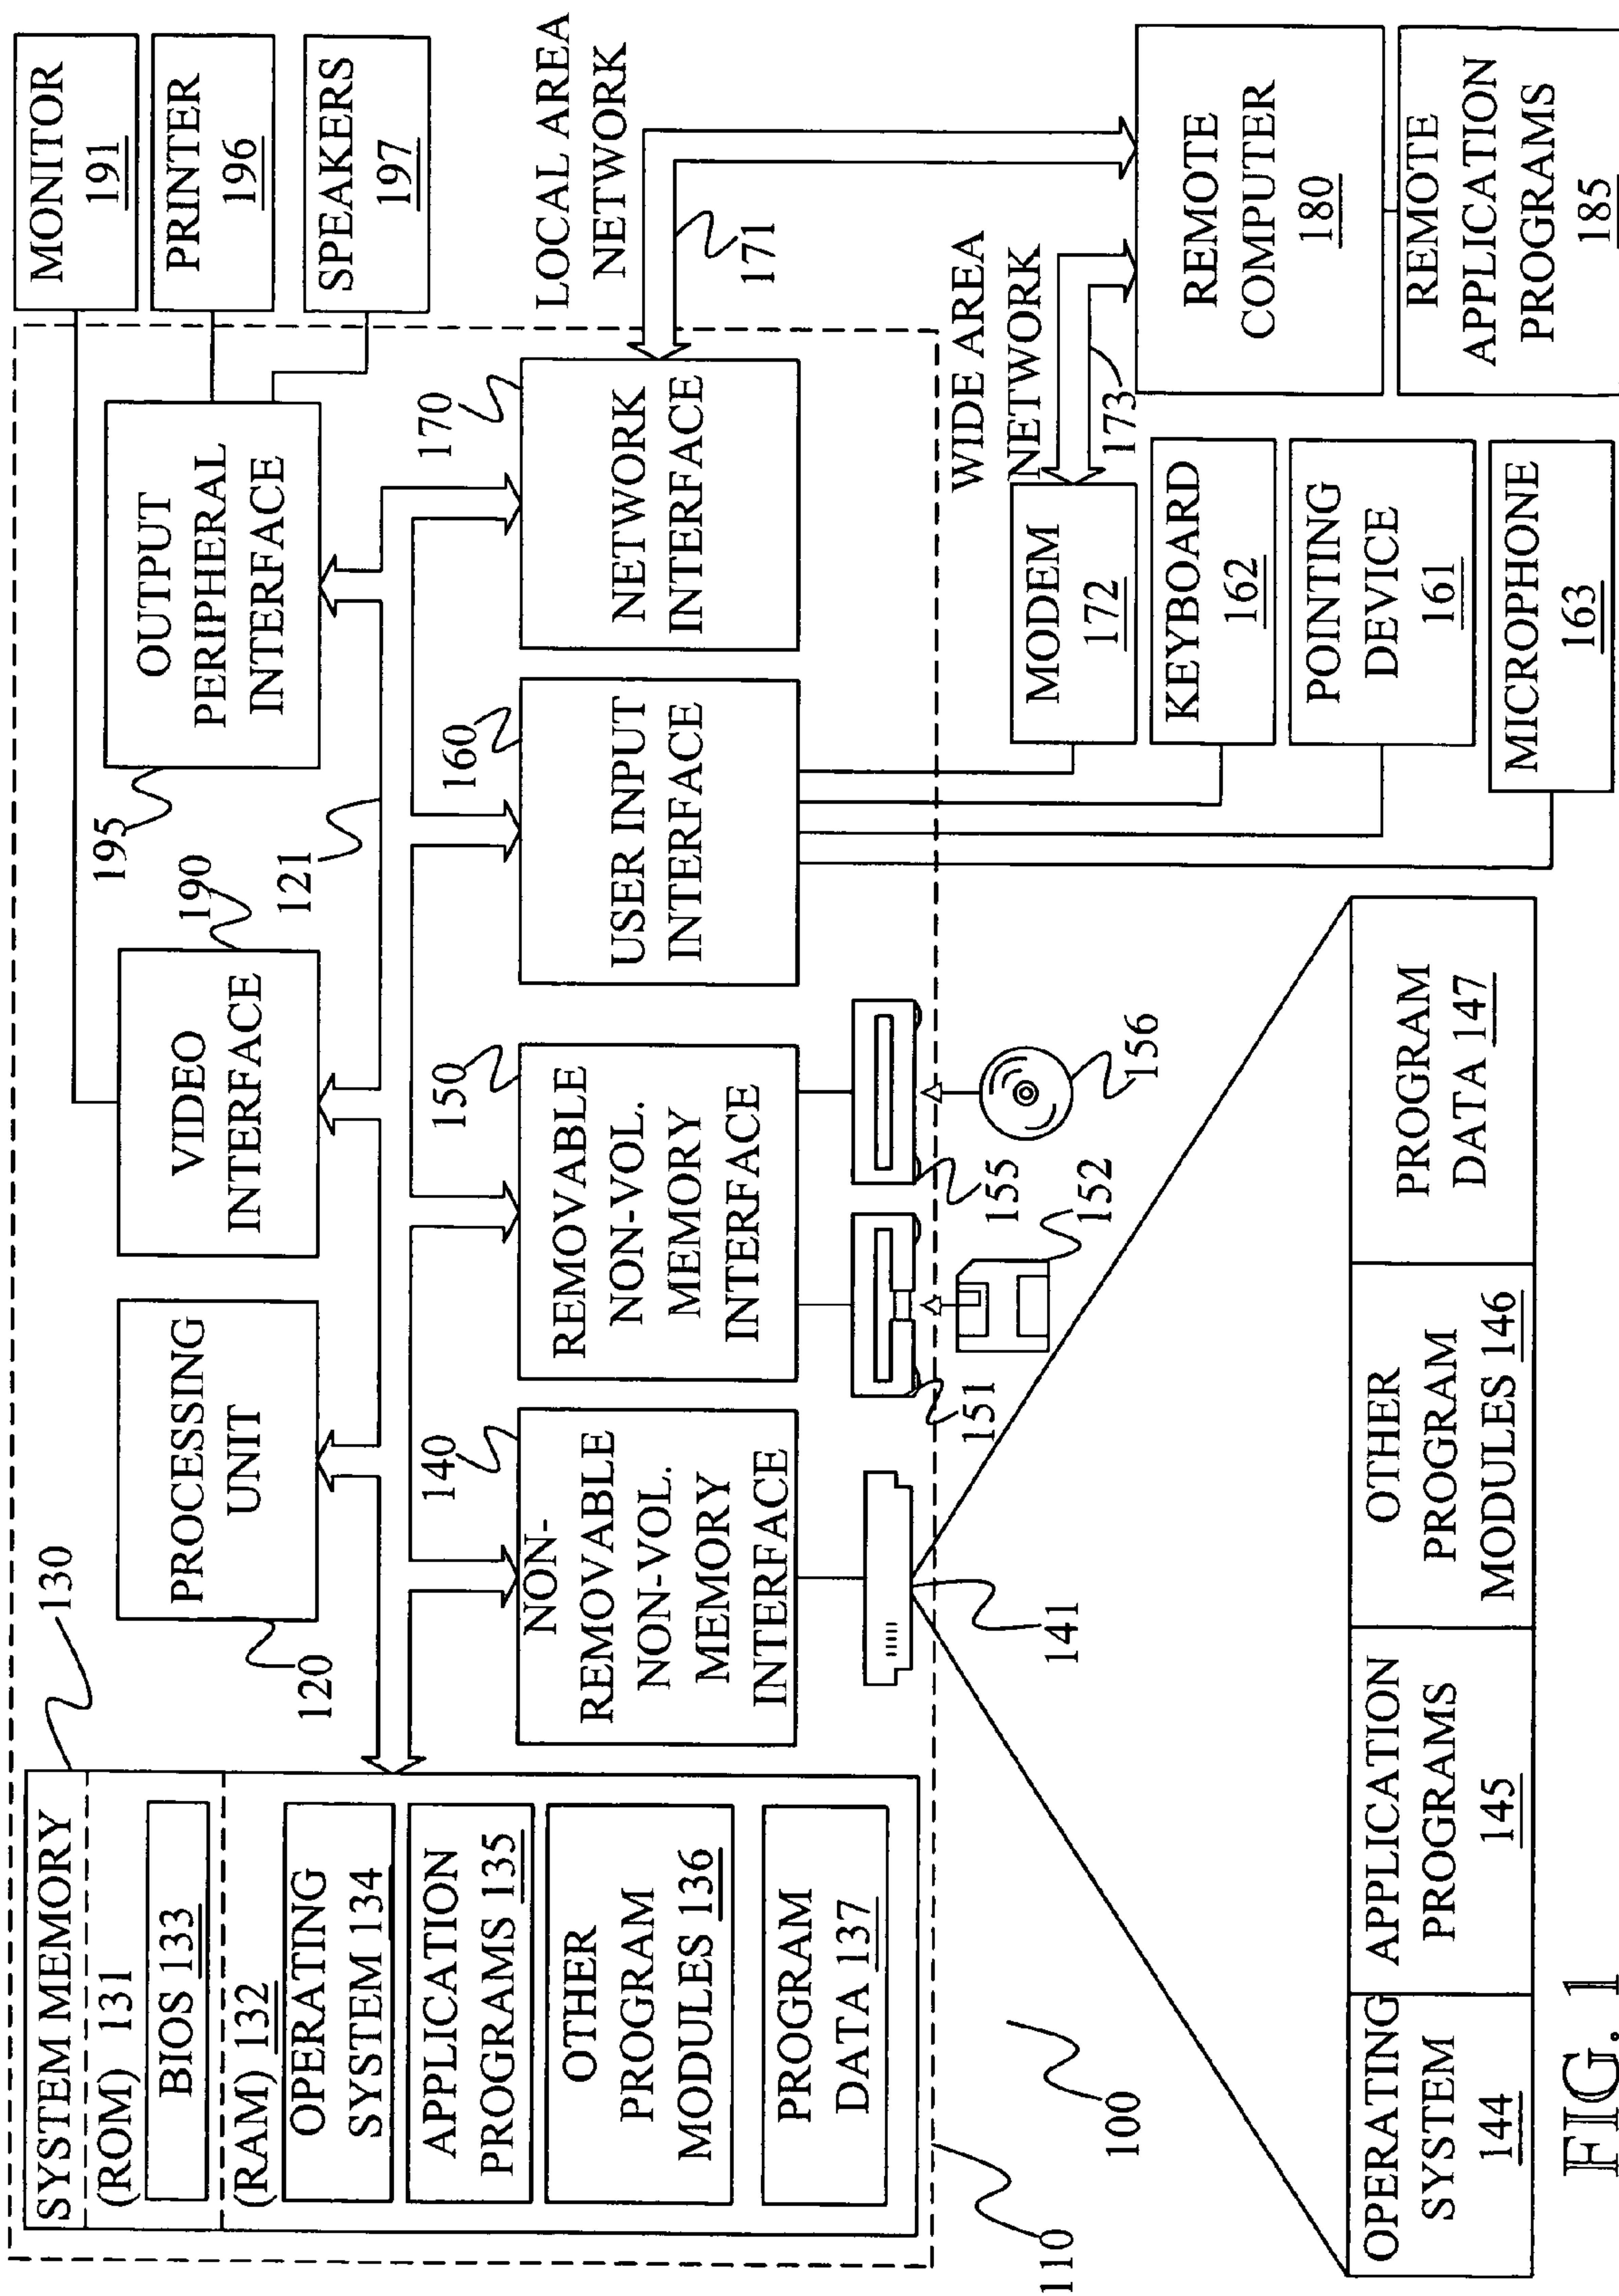 SYSTEM MEMORY
(ROM) 131
BIOS 133
(RAM) 132
OPERATING
SYSTEM 134
APPLICATION
PROGRAMS 135
OTHER
PROGRAM
MODULES 136
PROGRAM
DATA 137
130
PROCESSING
UNIT
120
VIDEO
INTERFACE
190
121
OUTPUT
PERIPHERAL
INTERFACE
195
MONITOR
191
PRINTER
196
SPEAKERS
197
NON-
REMOVABLE
NON-VOL.
MEMORY
INTERFACE
140
REMOVABLE
NON-VOL.
MEMORY
INTERFACE
150
USER INPUT
INTERFACE
160
NETWORK
INTERFACE
170
LOCAL AREA
NETWORK
171
141
151
152
155
156
WIDE AREA
NETWORK
173
MODEM
172
KEYBOARD
162
POINTING
DEVICE
161
MICROPHONE
163
REMOTE
COMPUTER
180
REMOTE
APPLICATION
PROGRAMS
185
110
100
OPERATING
SYSTEM
144
APPLICATION
PROGRAMS
145
OTHER
PROGRAM
MODULES 146
PROGRAM
DATA 147
FIG. 1